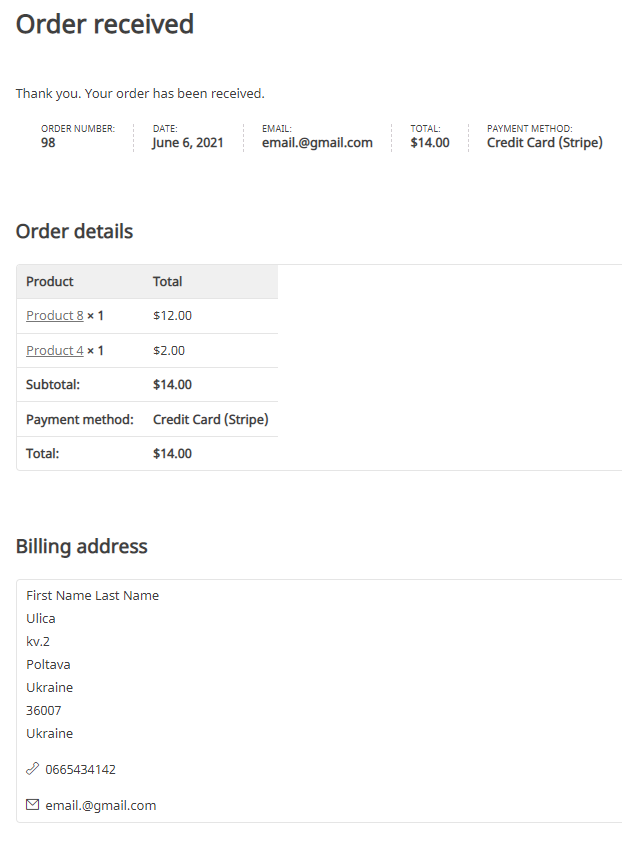 Order received
Thank you. Your order has been received.
ORDER NUMBER: DATE: EMAIL: TOTAL: PAYMENT METHOD:
98 June 6, 2021 email.@gmail.com $14.00 Credit Card (Stripe)
Order details
Product Total
Product 8 × 1 $12.00
Product 4 × 1 $2.00
Subtotal: $14.00
Payment method: Credit Card (Stripe)
Total: $14.00
Billing address
First Name Last Name
Ulica
kv.2
Poltava
Ukraine
36007
Ukraine
0665434142
email.@gmail.com